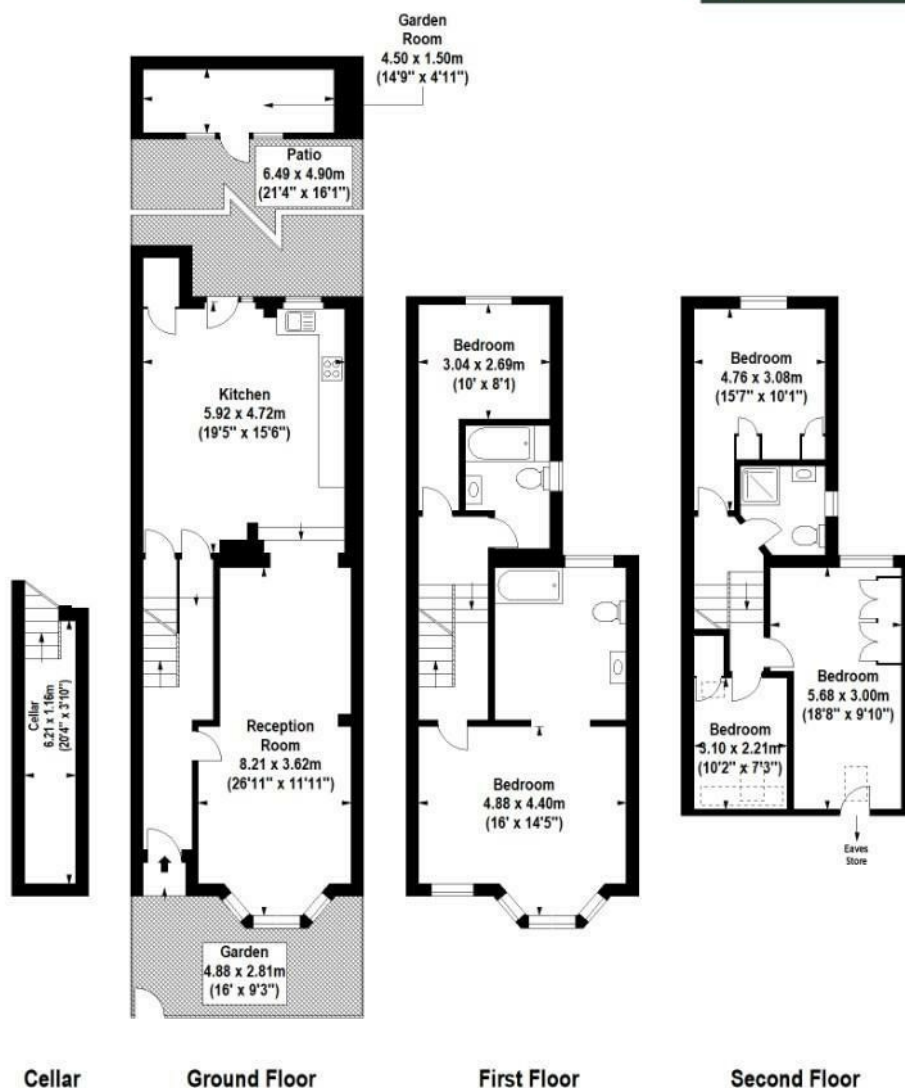 Garden
Room
4.50 x 1.50m
(14'9" x 4'11")
Patio
6.49 x 4.90m
(21'4" x 16'1")
Kitchen
5.92 x 4.72m
(19'5" x 15'6")
Reception
Room
8.21 x 3.62m
(26'11" x 11'11")
Garden
4.88 x 2.81m
(16' x 9'3")
Cellar
6.21 x 1.16m
(20'4" x 3'10")
Bedroom
3.04 x 2.69m
(10' x 8'1)
Bedroom
4.88 x 4.40m
(16' x 14'5")
Bedroom
4.76 x 3.08m
(15'7" x 10'1")
Bedroom
5.68 x 3.00m
(18'8" x 9'10")
Bedroom
3.10 x 2.21m
(10'2" x 7'3")
Eaves
Store
Cellar
Ground Floor
First Floor
Second Floor